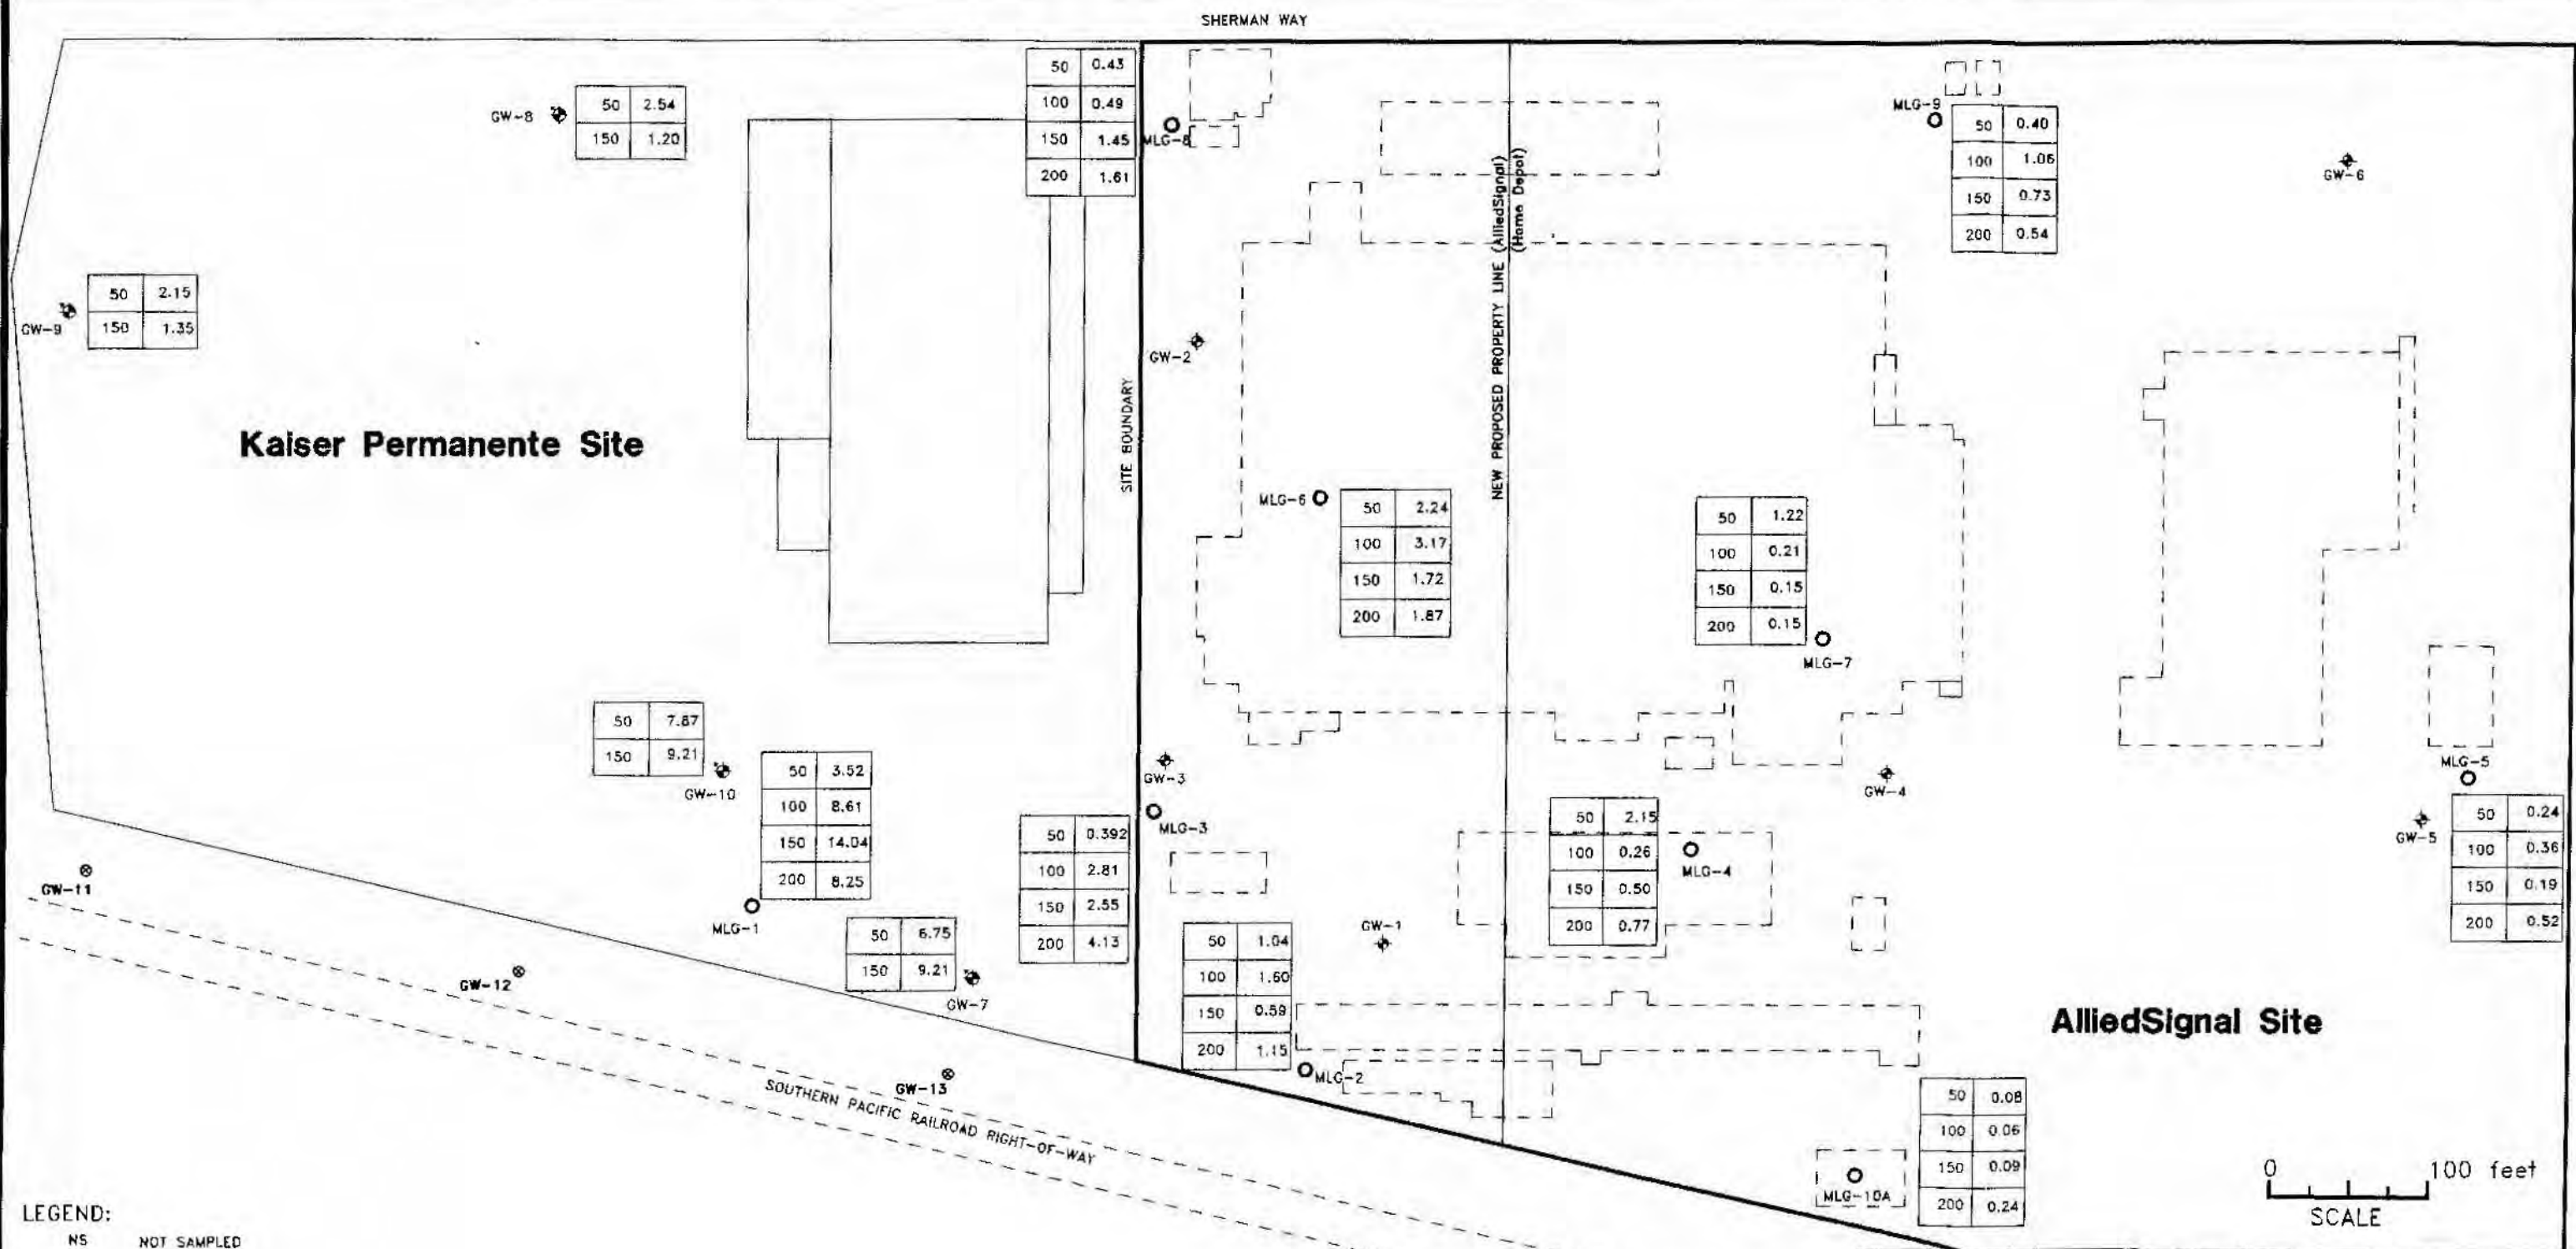 SHERMAN WAY
GW-8
50 2.54
150 1.20
50 0.43
100 0.49
150 1.45
200 1.61
MLG-8
MLG-9
50 0.40
100 1.06
150 0.73
200 0.54
GW-6
GW-9
50 2.15
150 1.35
GW-2
NEW PROPOSED PROPERTY LINE (AlliedSignal)
(Home Depot)
SITE BOUNDARY
Kaiser Permanente Site
MLG-6
50 2.24
100 3.17
150 1.72
200 1.87
50 1.22
100 0.21
150 0.15
200 0.15
MLG-7
50 7.87
150 9.21
GW-10
50 3.52
100 8.61
150 14.04
200 8.25
MLG-1
GW-3
MLG-3
50 0.392
100 2.81
150 2.55
200 4.13
GW-4
50 2.15
100 0.26
150 0.50
200 0.77
MLG-4
MLG-5
GW-5
50 0.24
100 0.36
150 0.19
200 0.52
GW-11
GW-12
50 6.75
150 9.21
GW-7
GW-1
50 1.04
100 1.60
150 0.59
200 1.15
MLG-2
GW-13
SOUTHERN PACIFIC RAILROAD RIGHT-OF-WAY
AlliedSignal Site
50 0.08
100 0.06
150 0.09
200 0.24
MLG-10A
0 100 feet
SCALE
LEGEND:
NS NOT SAMPLED